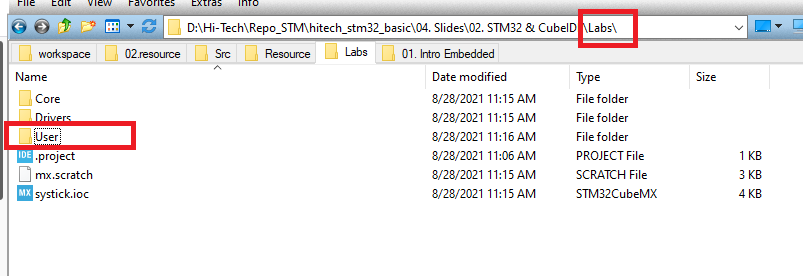 File Edit View Favorites Extras Help
D:\Hi-Tech\Repo_STM\hitech_stm32_basic\04. Slides\02. STM32 & CubeID \Labs\
workspace 02.resource Src Resource Labs 01. Intro Embedded
Name Date modified Type Size
Core 8/28/2021 11:15 AM File folder
Drivers 8/28/2021 11:15 AM File folder
User 8/28/2021 11:16 AM File folder
IDE .project 8/28/2021 11:06 AM PROJECT File 1 KB
mx.scratch 8/28/2021 11:15 AM SCRATCH File 3 KB
MX systick.ioc 8/28/2021 11:15 AM STM32CubeMX 4 KB